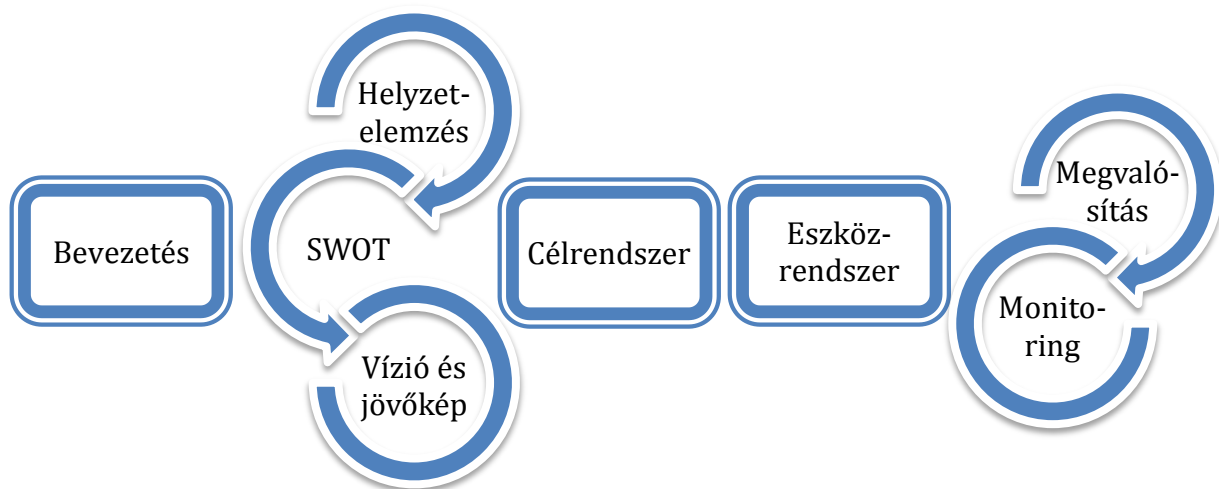 Bevezetés
Helyzet-
elemzés
SWOT
Vízió és
jövőkép
Célrendszer
Eszköz-
rendszer
Megvaló-
sítás
Monito-
ring